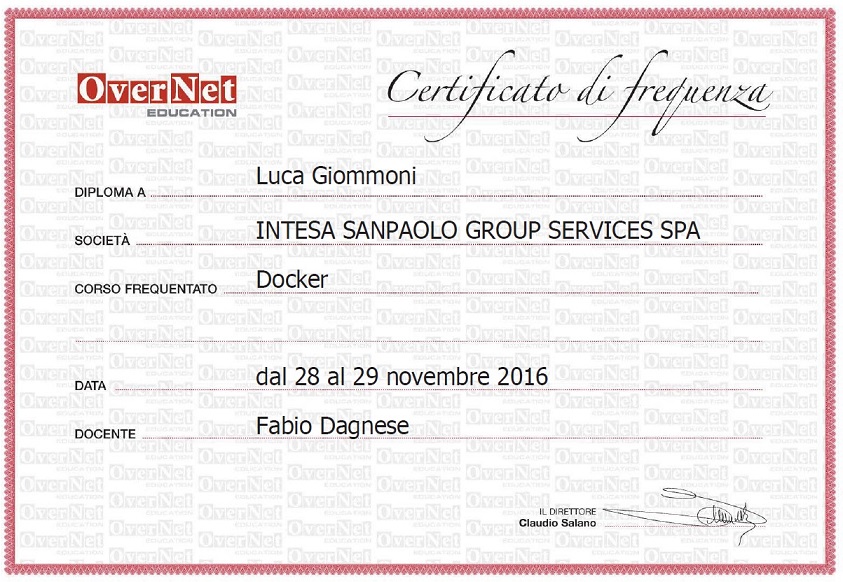 OverNet
EDUCATION
Certificato di frequenza
DIPLOMA A Luca Giommoni
SOCIETÀ INTESA SANPAOLO GROUP SERVICES SPA
CORSO FREQUENTATO Docker
DATA dal 28 al 29 novembre 2016
DOCENTE Fabio Dagnese
IL DIRETTORE
Claudio Salano